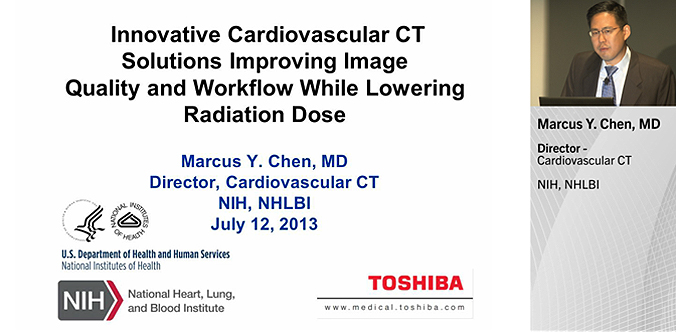 Innovative Cardiovascular CT
Solutions Improving Image
Quality and Workflow While Lowering
Radiation Dose
Marcus Y. Chen, MD
Director, Cardiovascular CT
NIH, NHLBI
July 12, 2013
NATIONAL INSTITUTES
OF HEALTH
U.S. Department of Health and Human Services
National Institutes of Health
NIH
National Heart, Lung,
and Blood Institute
TOSHIBA
www.medical.toshiba.com
Marcus Y. Chen, MD
Director -
Cardiovascular CT
NIH, NHLBI